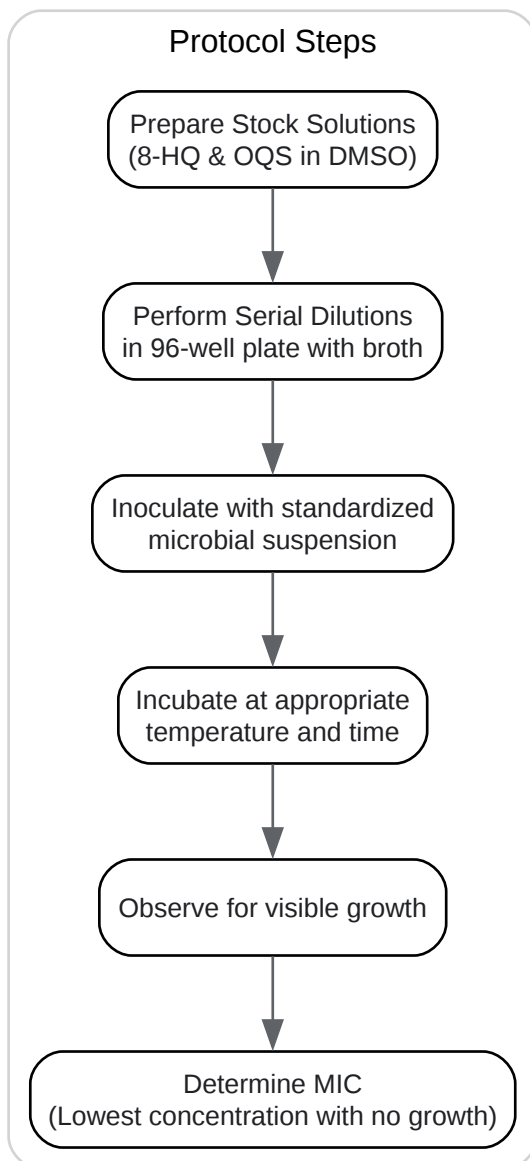 Protocol Steps
Prepare Stock Solutions
(8-HQ & OQS in DMSO)
Perform Serial Dilutions
in 96-well plate with broth
Inoculate with standardized
microbial suspension
Incubate at appropriate
temperature and time
Observe for visible growth
Determine MIC
(Lowest concentration with no growth)